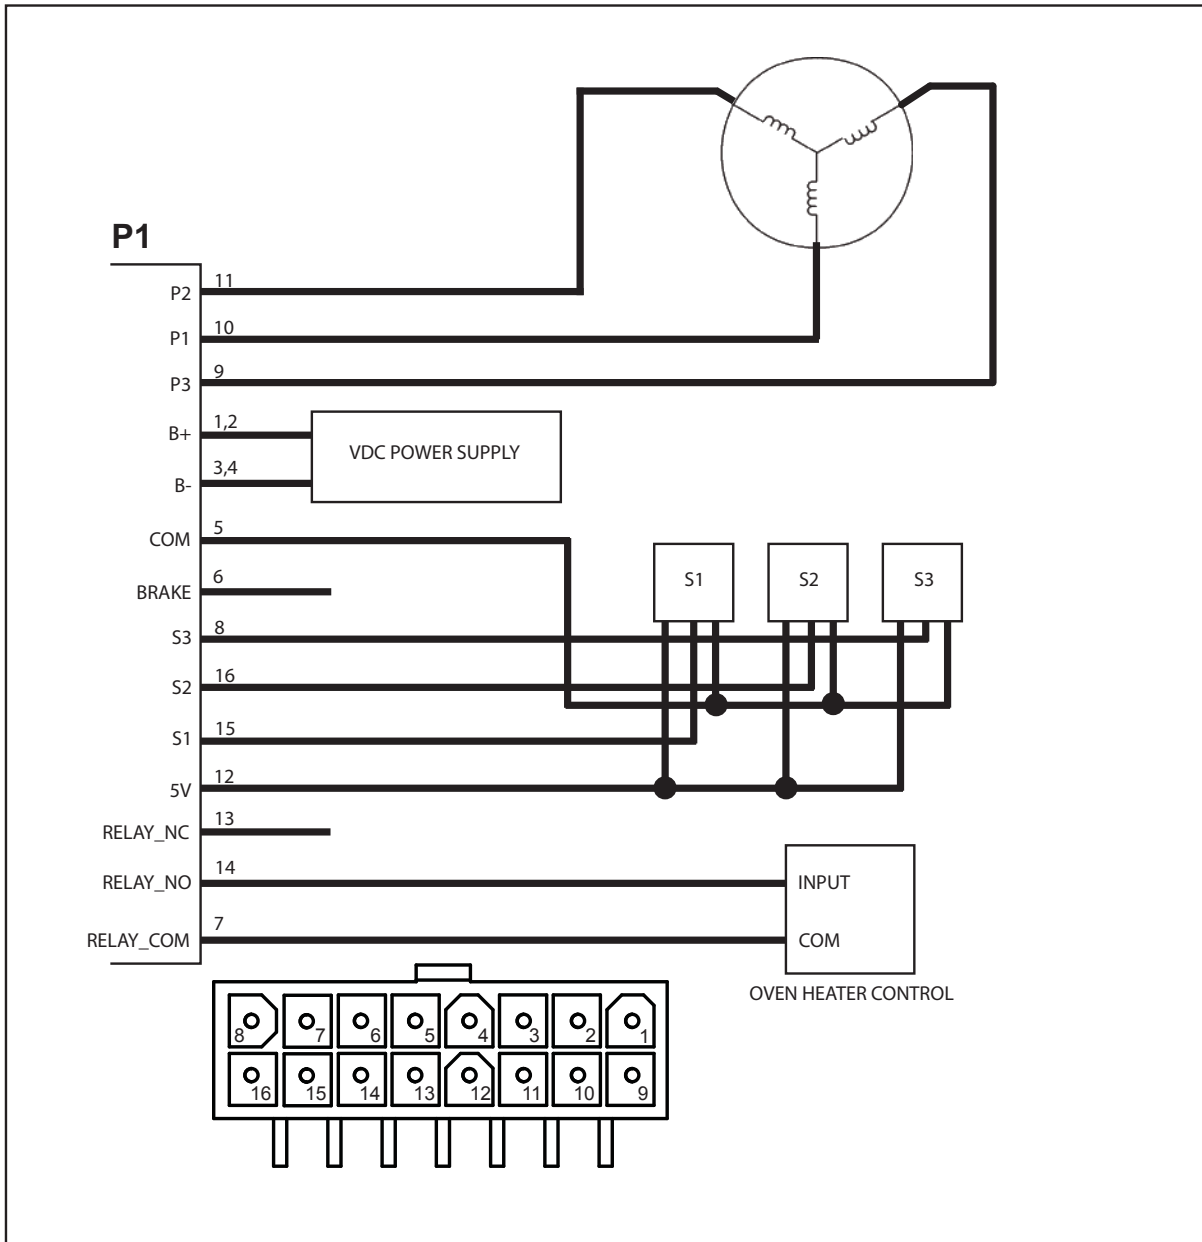 P1
P2 11
P1 10
P3 9
B+ 1,2
VDC POWER SUPPLY
B- 3,4
COM 5
BRAKE 6
S1 S2 S3
S3 8
S2 16
S1 15
5V 12
RELAY_NC 13
RELAY_NO 14 INPUT
RELAY_COM 7 COM
OVEN HEATER CONTROL
8 7 6 5 4 3 2 1
16 15 14 13 12 11 10 9